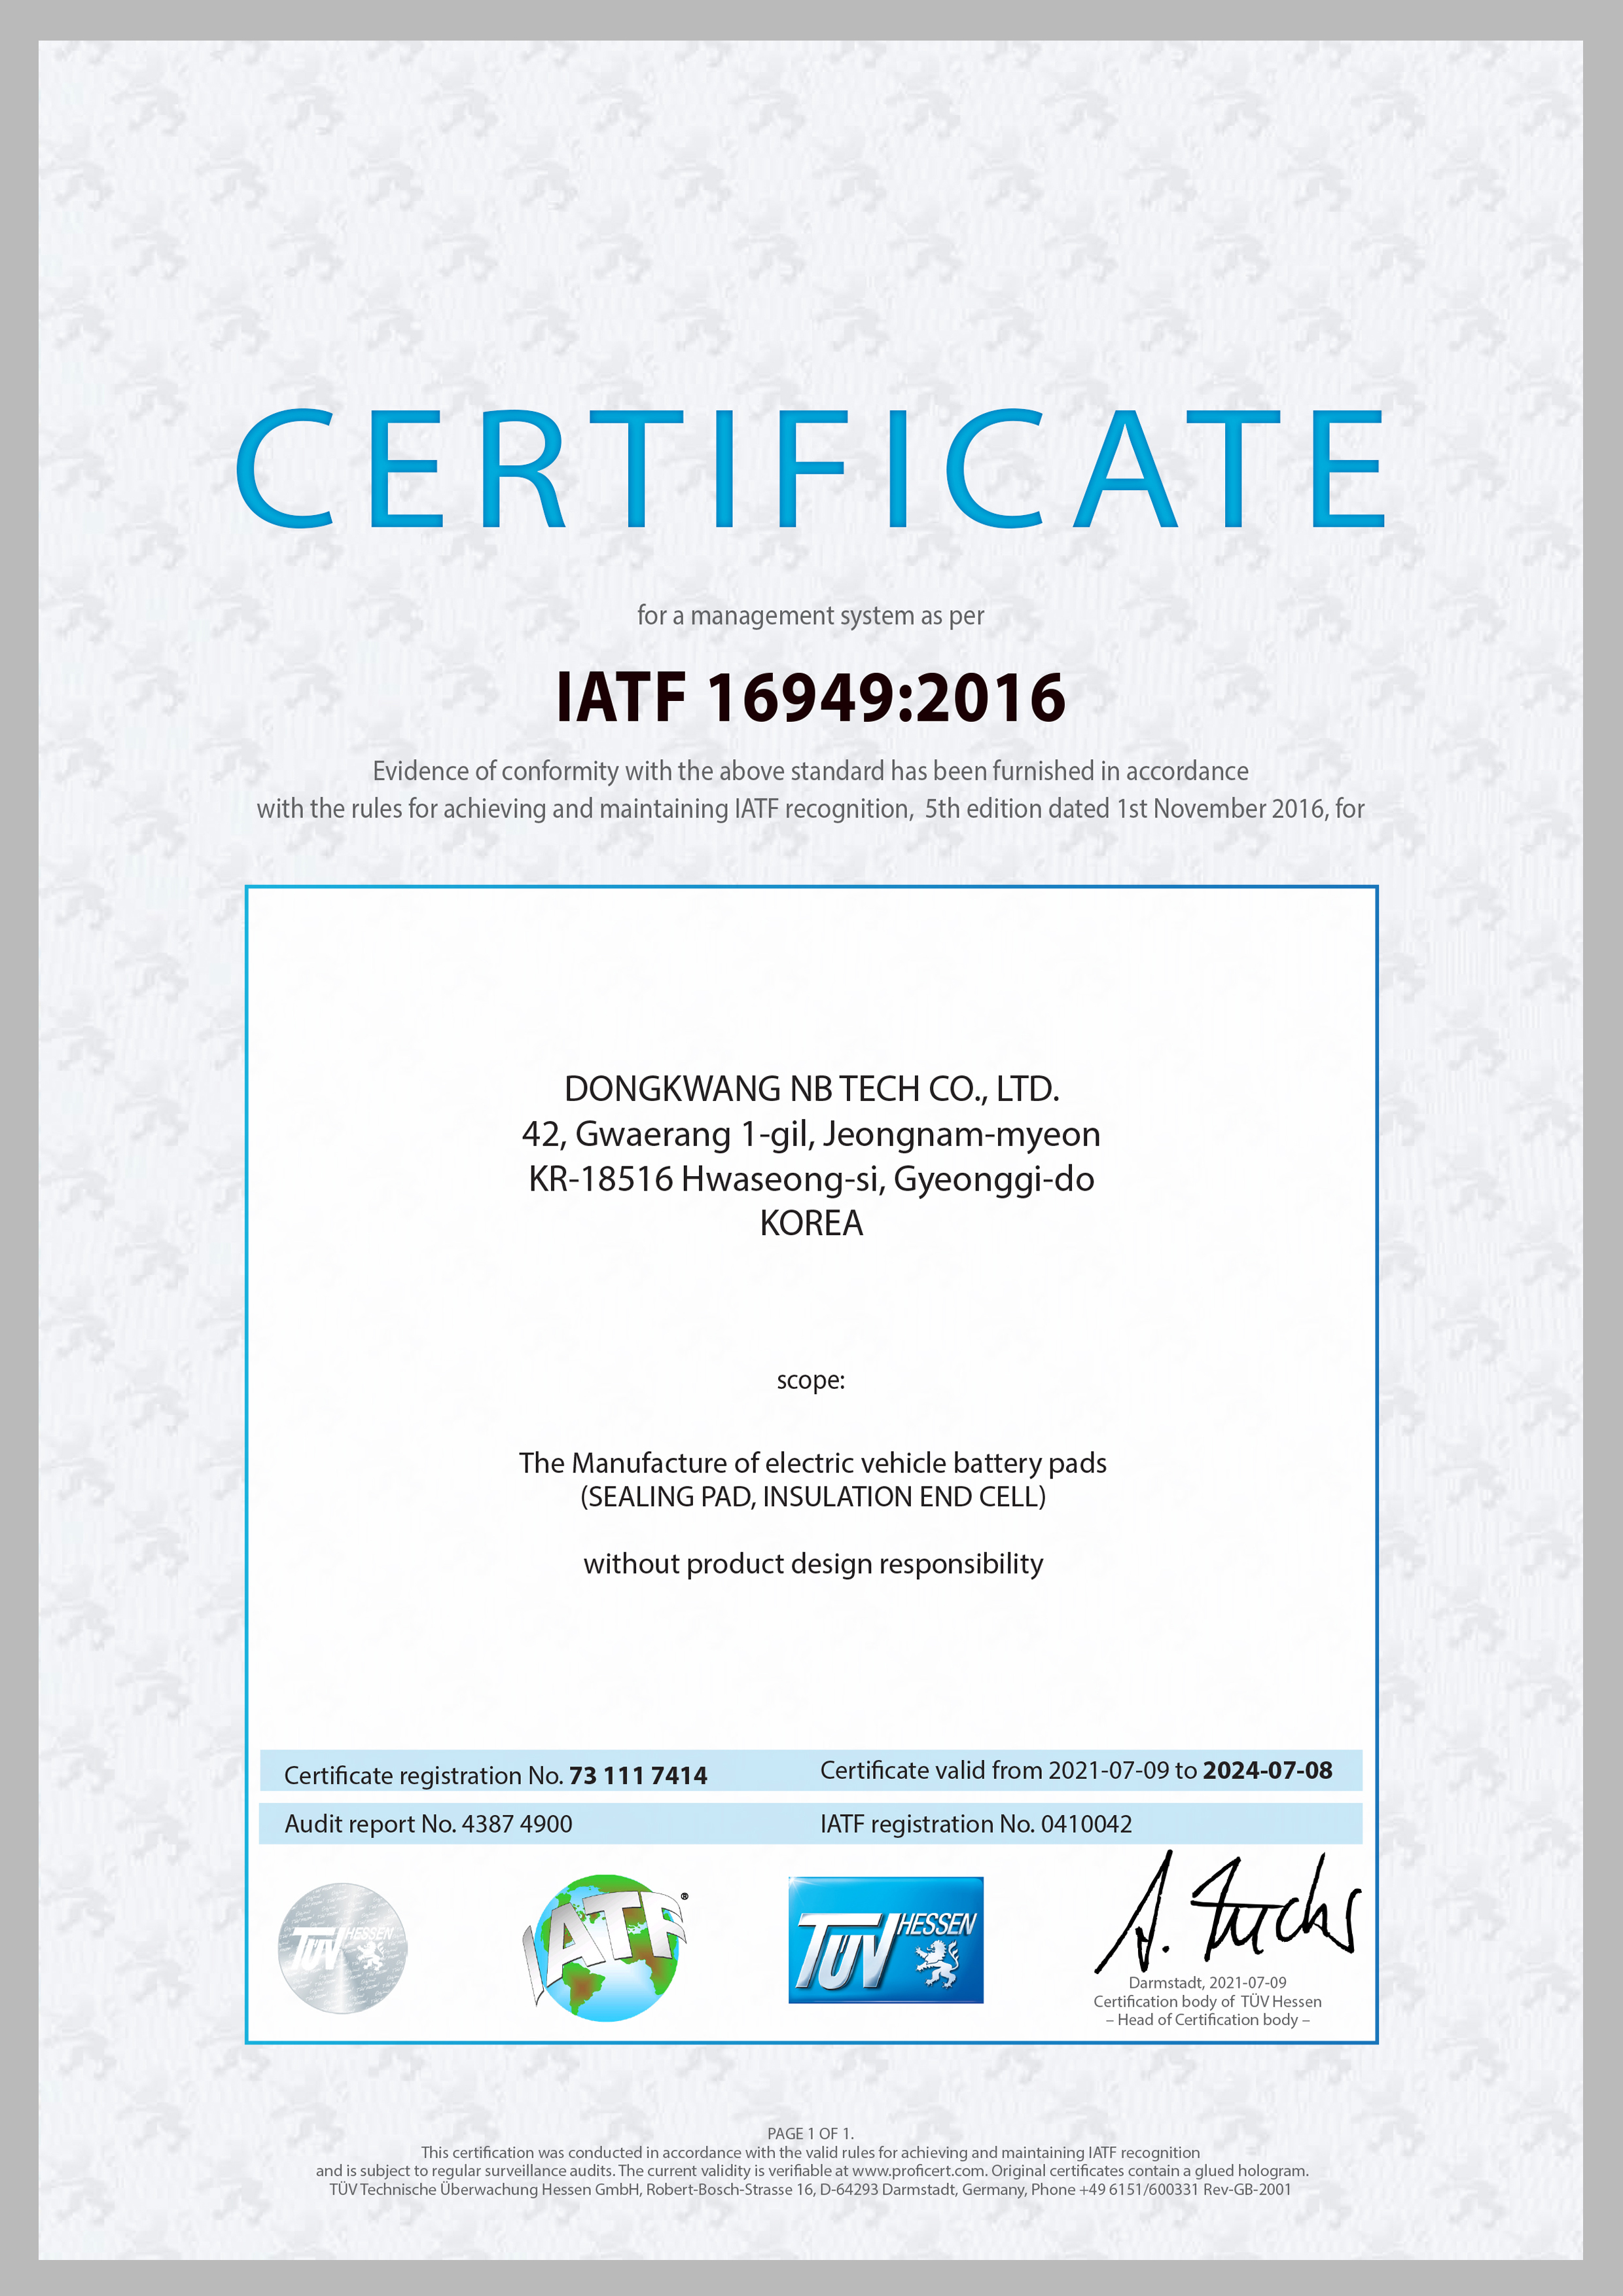 CERTIFICATE
for a management system as per
IATF 16949:2016
Evidence of conformity with the above standard has been furnished in accordance
with the rules for achieving and maintaining IATF recognition, 5th edition dated 1st November 2016, for
DONGKWANG NB TECH CO., LTD.
42, Gwaerang 1-gil, Jeongnam-myeon
KR-18516 Hwaseong-si, Gyeonggi-do
KOREA
scope:
The Manufacture of electric vehicle battery pads
(SEALING PAD, INSULATION END CELL)
without product design responsibility
Certificate registration No. 73 111 7414
Certificate valid from 2021-07-09 to 2024-07-08
Audit report No. 4387 4900
IATF registration No. 0410042
TÜV HESSEN
IATF®
TÜV HESSEN
A. Fuchs
Darmstadt, 2021-07-09
Certification body of TÜV Hessen
– Head of Certification body –
PAGE 1 OF 1.
This certification was conducted in accordance with the valid rules for achieving and maintaining IATF recognition
and is subject to regular surveillance audits. The current validity is verifiable at www.proficert.com. Original certificates contain a glued hologram.
TÜV Technische Überwachung Hessen GmbH, Robert-Bosch-Strasse 16, D-64293 Darmstadt, Germany, Phone +49 6151/600331 Rev-GB-2001